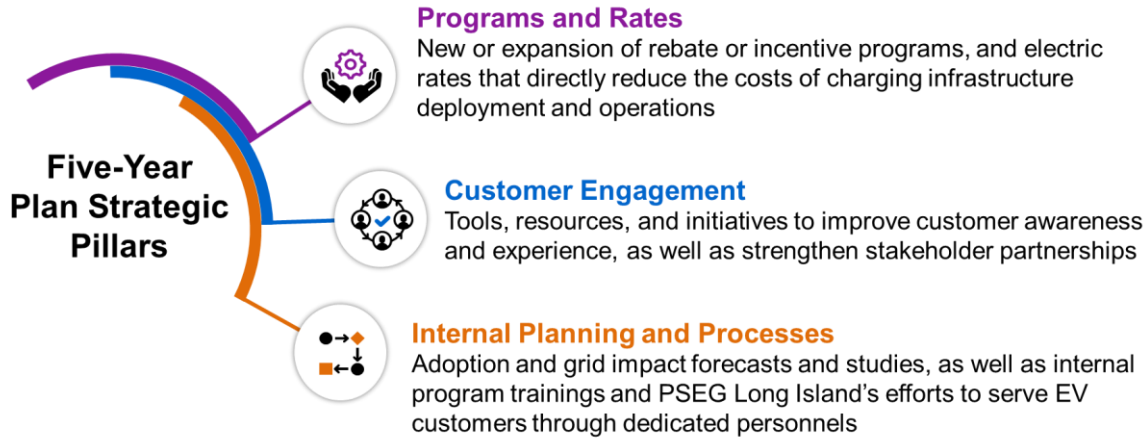 Five-Year
Plan Strategic
Pillars
Programs and Rates
New or expansion of rebate or incentive programs, and electric
rates that directly reduce the costs of charging infrastructure
deployment and operations
Customer Engagement
Tools, resources, and initiatives to improve customer awareness
and experience, as well as strengthen stakeholder partnerships
Internal Planning and Processes
Adoption and grid impact forecasts and studies, as well as internal
program trainings and PSEG Long Island’s efforts to serve EV
customers through dedicated personnels